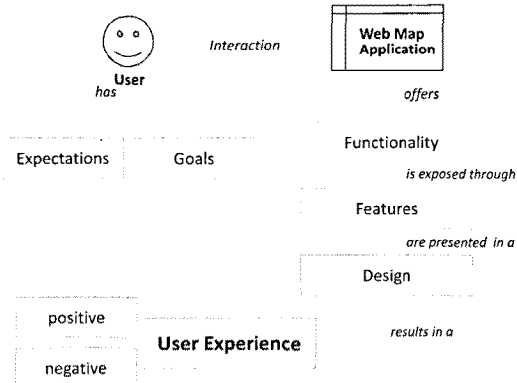 Interaction
Web Map
Application
User
has
offers
Expectations
Goals
Functionality
is exposed through
Features
are presented in a
Design
positive
results in a
User Experience
negative